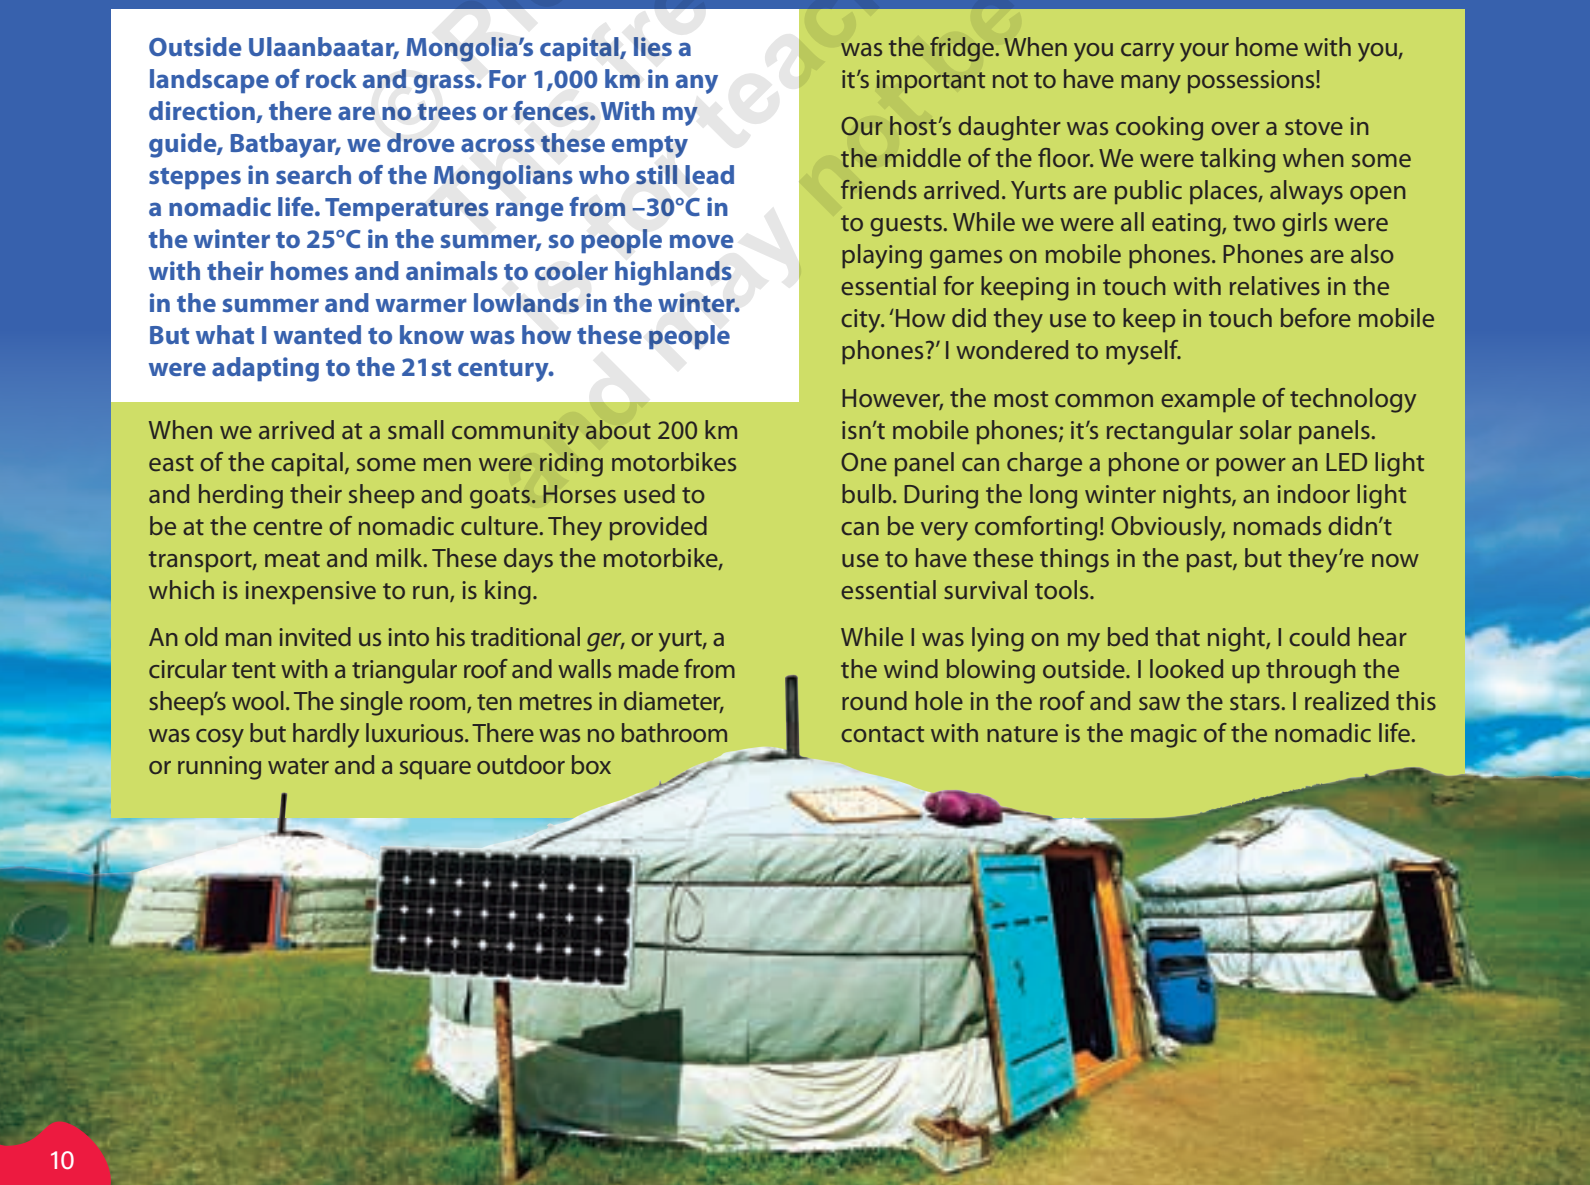 Outside Ulaanbaatar, Mongolia’s capital, lies a
landscape of rock and grass. For 1,000 km in any
direction, there are no trees or fences. With my
guide, Batbayar, we drove across these empty
steppes in search of the Mongolians who still lead
a nomadic life. Temperatures range from –30°C in
the winter to 25°C in the summer, so people move
with their homes and animals to cooler highlands
in the summer and warmer lowlands in the winter.
But what I wanted to know was how these people
were adapting to the 21st century.
When we arrived at a small community about 200 km
east of the capital, some men were riding motorbikes
and herding their sheep and goats. Horses used to
be at the centre of nomadic culture. They provided
transport, meat and milk. These days the motorbike,
which is inexpensive to run, is king.
An old man invited us into his traditional ger, or yurt, a
circular tent with a triangular roof and walls made from
sheep’s wool. The single room, ten metres in diameter,
was cosy but hardly luxurious. There was no bathroom
or running water and a square outdoor box
was the fridge. When you carry your home with you,
it’s important not to have many possessions!
Our host’s daughter was cooking over a stove in
the middle of the floor. We were talking when some
friends arrived. Yurts are public places, always open
to guests. While we were all eating, two girls were
playing games on mobile phones. Phones are also
essential for keeping in touch with relatives in the
city. ‘How did they use to keep in touch before mobile
phones?’ I wondered to myself.
However, the most common example of technology
isn’t mobile phones; it’s rectangular solar panels.
One panel can charge a phone or power an LED light
bulb. During the long winter nights, an indoor light
can be very comforting! Obviously, nomads didn’t
use to have these things in the past, but they’re now
essential survival tools.
While I was lying on my bed that night, I could hear
the wind blowing outside. I looked up through the
round hole in the roof and saw the stars. I realized this
contact with nature is the magic of the nomadic life.
10
©
This
is for
and may not be